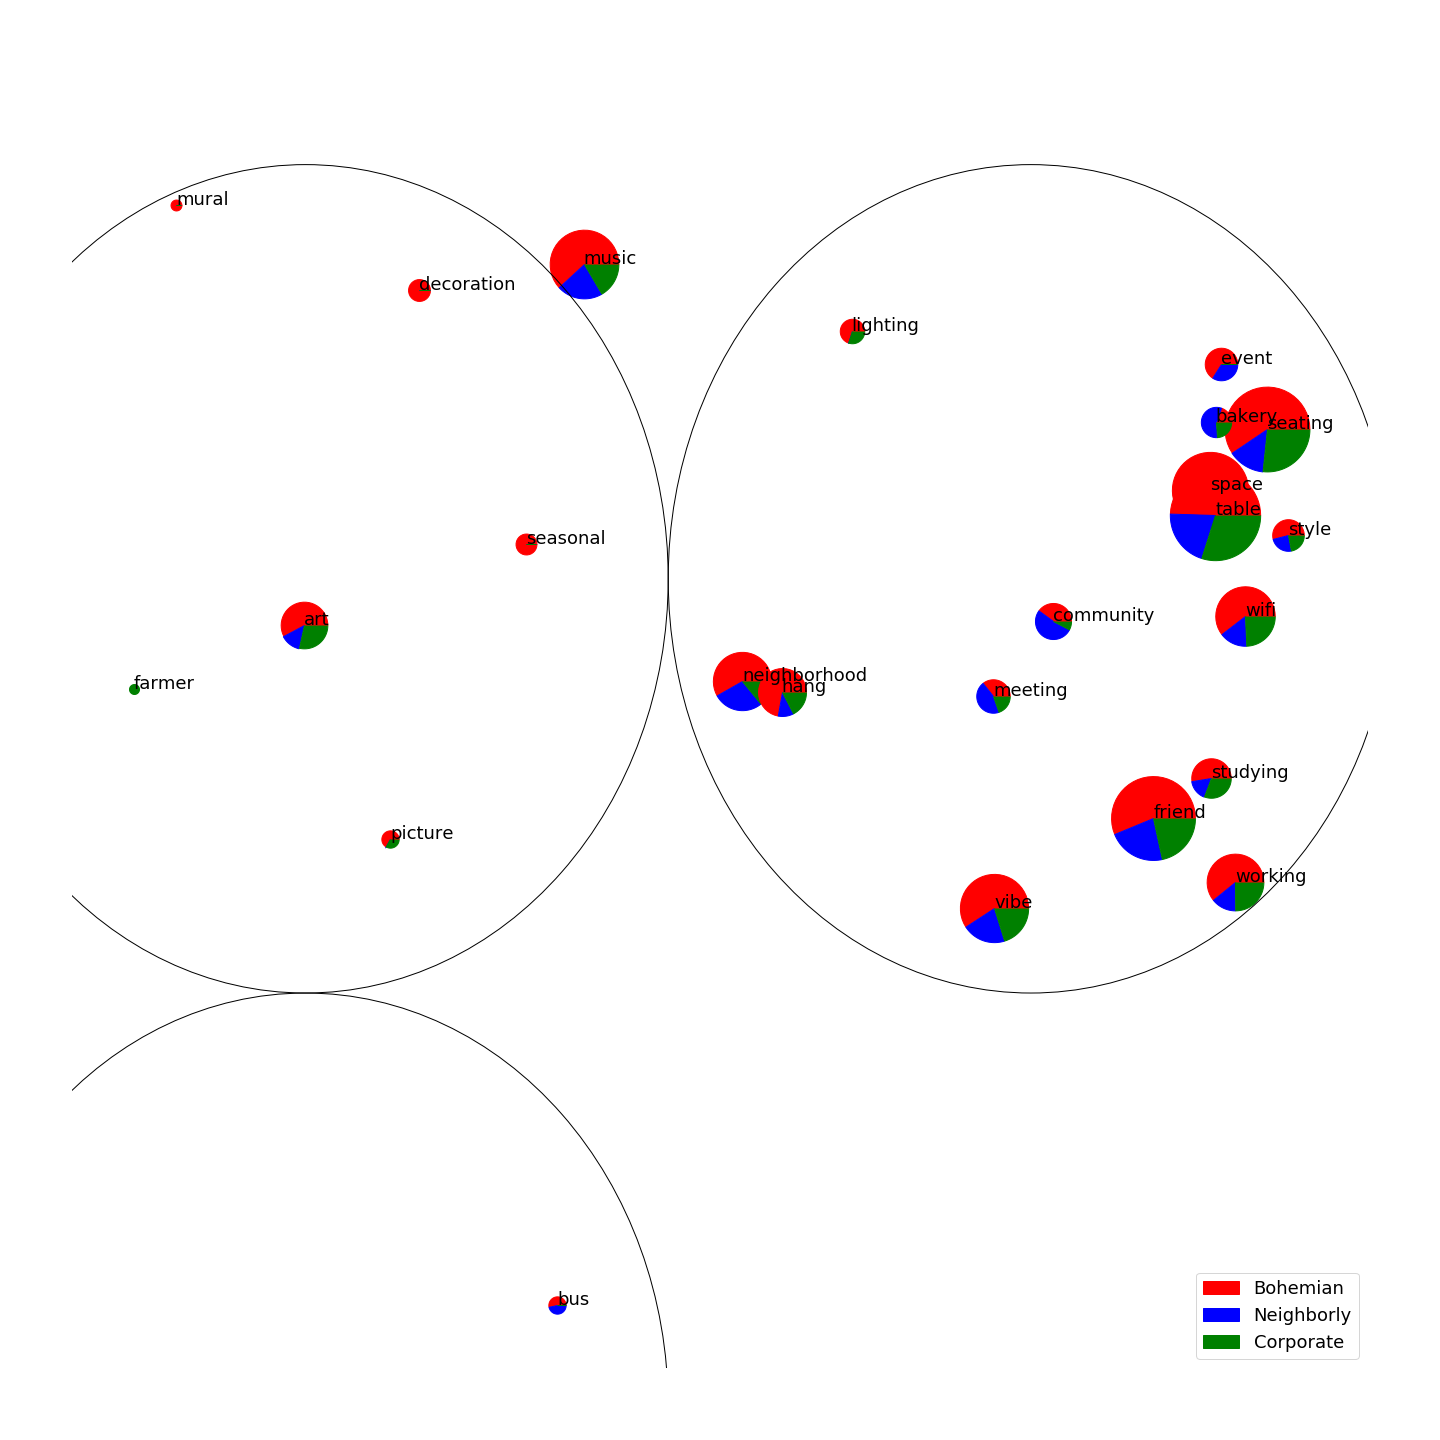 mural
music
decoration
lighting
event
bakery
seating
space
table
style
seasonal
community
wifi
art
neighborhood
hang
farmer
meeting
studying
friend
picture
working
vibe
bus
Bohemian
Neighborly
Corporate